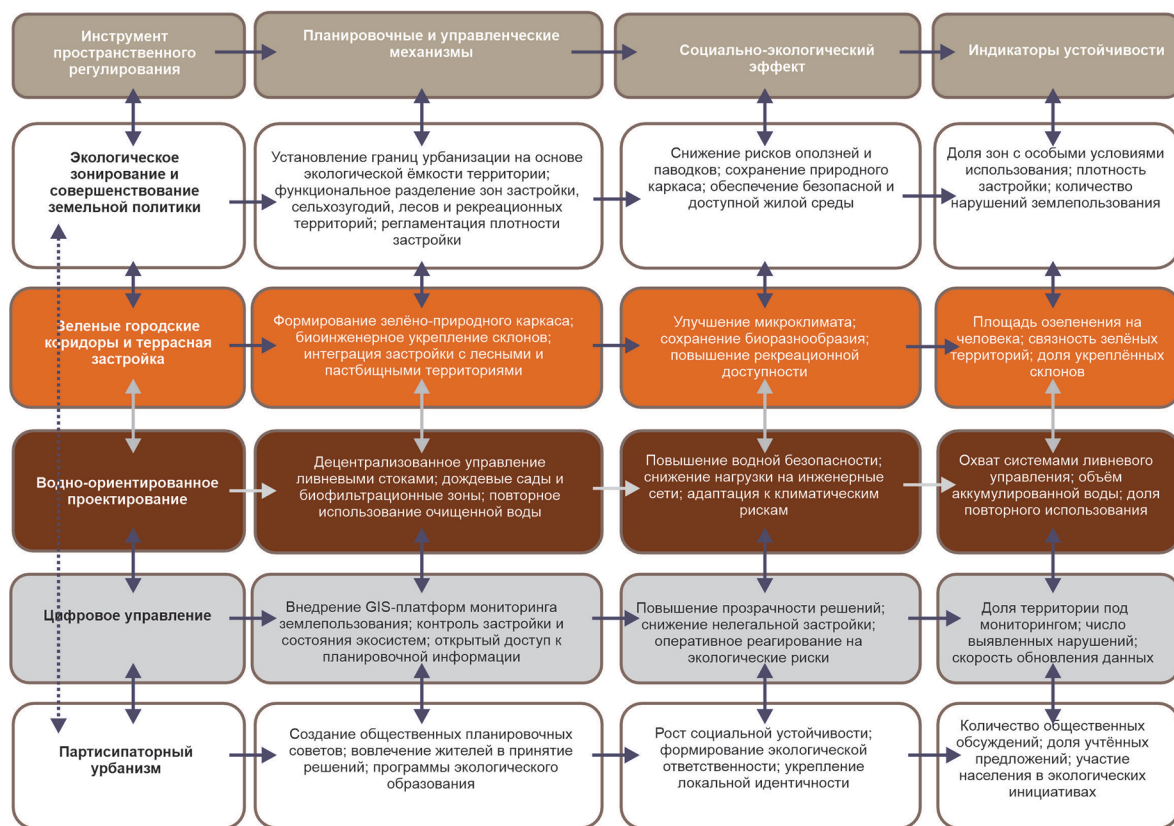 Инструмент
пространственного
регулирования
Планировочные и управленческие
механизмы
Социально-экологический
эффект
Индикаторы устойчивости
Экологическое
зонирование и
совершенствование
земельной политики
Установление границ урбанизации на основе
экологической ёмкости территории;
функциональное разделение зон застройки,
сельхозугодий, лесов и рекреационных
территорий; регламентация плотности
застройки
Снижение рисков оползней и
паводков; сохранение природного
каркаса; обеспечение безопасной и
доступной жилой среды
Доля зон с особыми условиями
использования; плотность
застройки; количество
нарушений землепользования
Зеленые городские
коридоры и террасная
застройка
Формирование зелёно-природного каркаса;
биоинженерное укрепление склонов;
интеграция застройки с лесными и
пастбищными территориями
Улучшение микроклимата;
сохранение биоразнообразия;
повышение рекреационной
доступности
Площадь озеленения на
человека; связность зелёных
территорий; доля укреплённых
склонов
Водно-ориентированное
проектирование
Децентрализованное управление
ливневыми стоками; дождевые сады и
биофильтрационные зоны; повторное
использование очищенной воды
Повышение водной безопасности;
снижение нагрузки на инженерные
сети; адаптация к климатическим
рискам
Охват системами ливневого
управления; объём
аккумулированной воды; доля
повторного использования
Цифровое управление
Внедрение GIS-платформ мониторинга
землепользования; контроль застройки и
состояния экосистем; открытый доступ к
планировочной информации
Повышение прозрачности решений;
снижение нелегальной застройки;
оперативное реагирование на
экологические риски
Доля территории под
мониторингом; число
выявленных нарушений;
скорость обновления данных
Партисипаторный
урбанизм
Создание общественных планировочных
советов; вовлечение жителей в принятие
решений; программы экологического
образования
Рост социальной устойчивости;
формирование экологической
ответственности; укрепление
локальной идентичности
Количество общественных
обсуждений; доля учтённых
предложений; участие
населения в экологических
инициативах